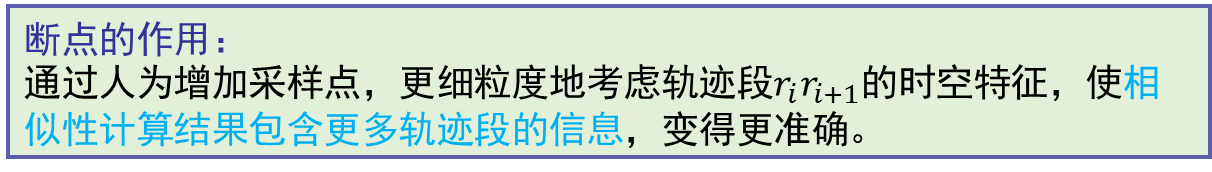 断点的作用：
通过人为增加采样点，更细粒度地考虑轨迹段$r_i r_{i+1}$的时空特征，使相
似性计算结果包含更多轨迹段的信息，变得更准确。